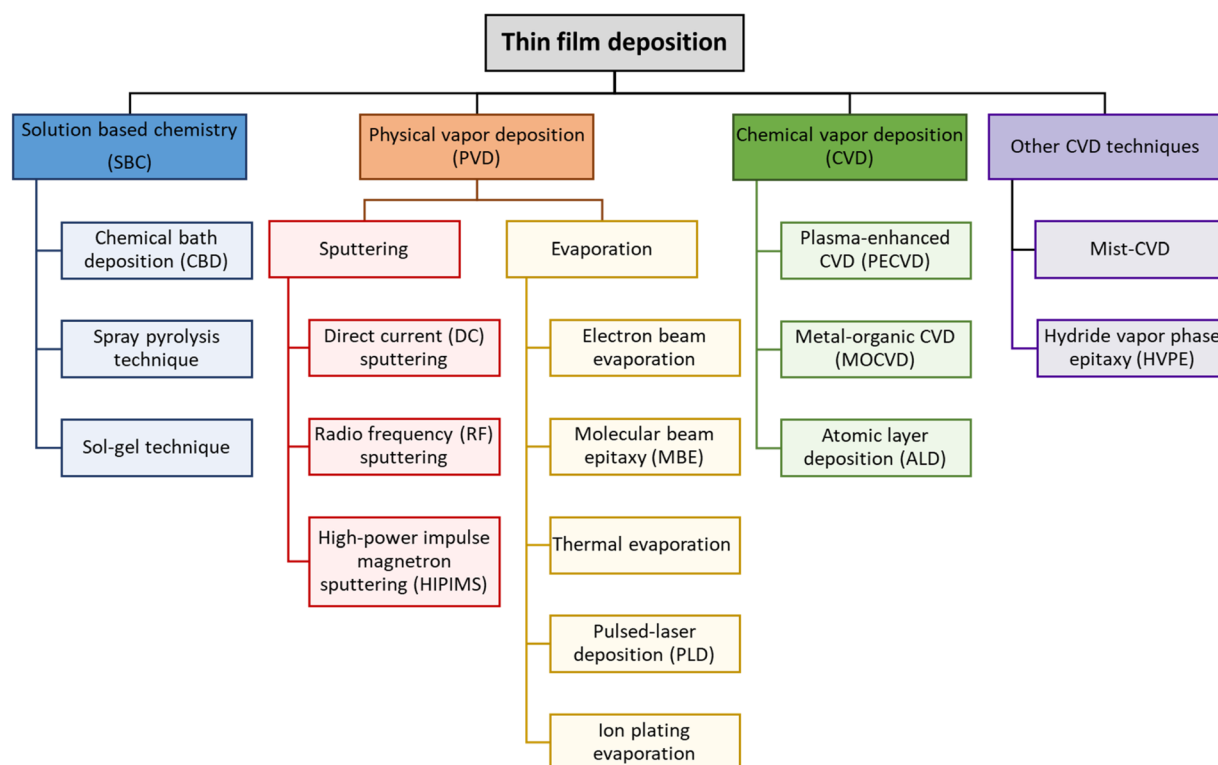 Thin film deposition
Solution based chemistry
(SBC)
Physical vapor deposition
(PVD)
Chemical vapor deposition
(CVD)
Other CVD techniques
Chemical bath
deposition (CBD)
Spray pyrolysis
technique
Sol-gel technique
Sputtering
Direct current (DC)
sputtering
Radio frequency (RF)
sputtering
High-power impulse
magnetron
sputtering (HIPIMS)
Evaporation
Electron beam
evaporation
Molecular beam
epitaxy (MBE)
Thermal evaporation
Pulsed-laser
deposition (PLD)
Ion plating
evaporation
Plasma-enhanced
CVD (PECVD)
Metal-organic CVD
(MOCVD)
Atomic layer
deposition (ALD)
Mist-CVD
Hydride vapor phase
epitaxy (HVPE)